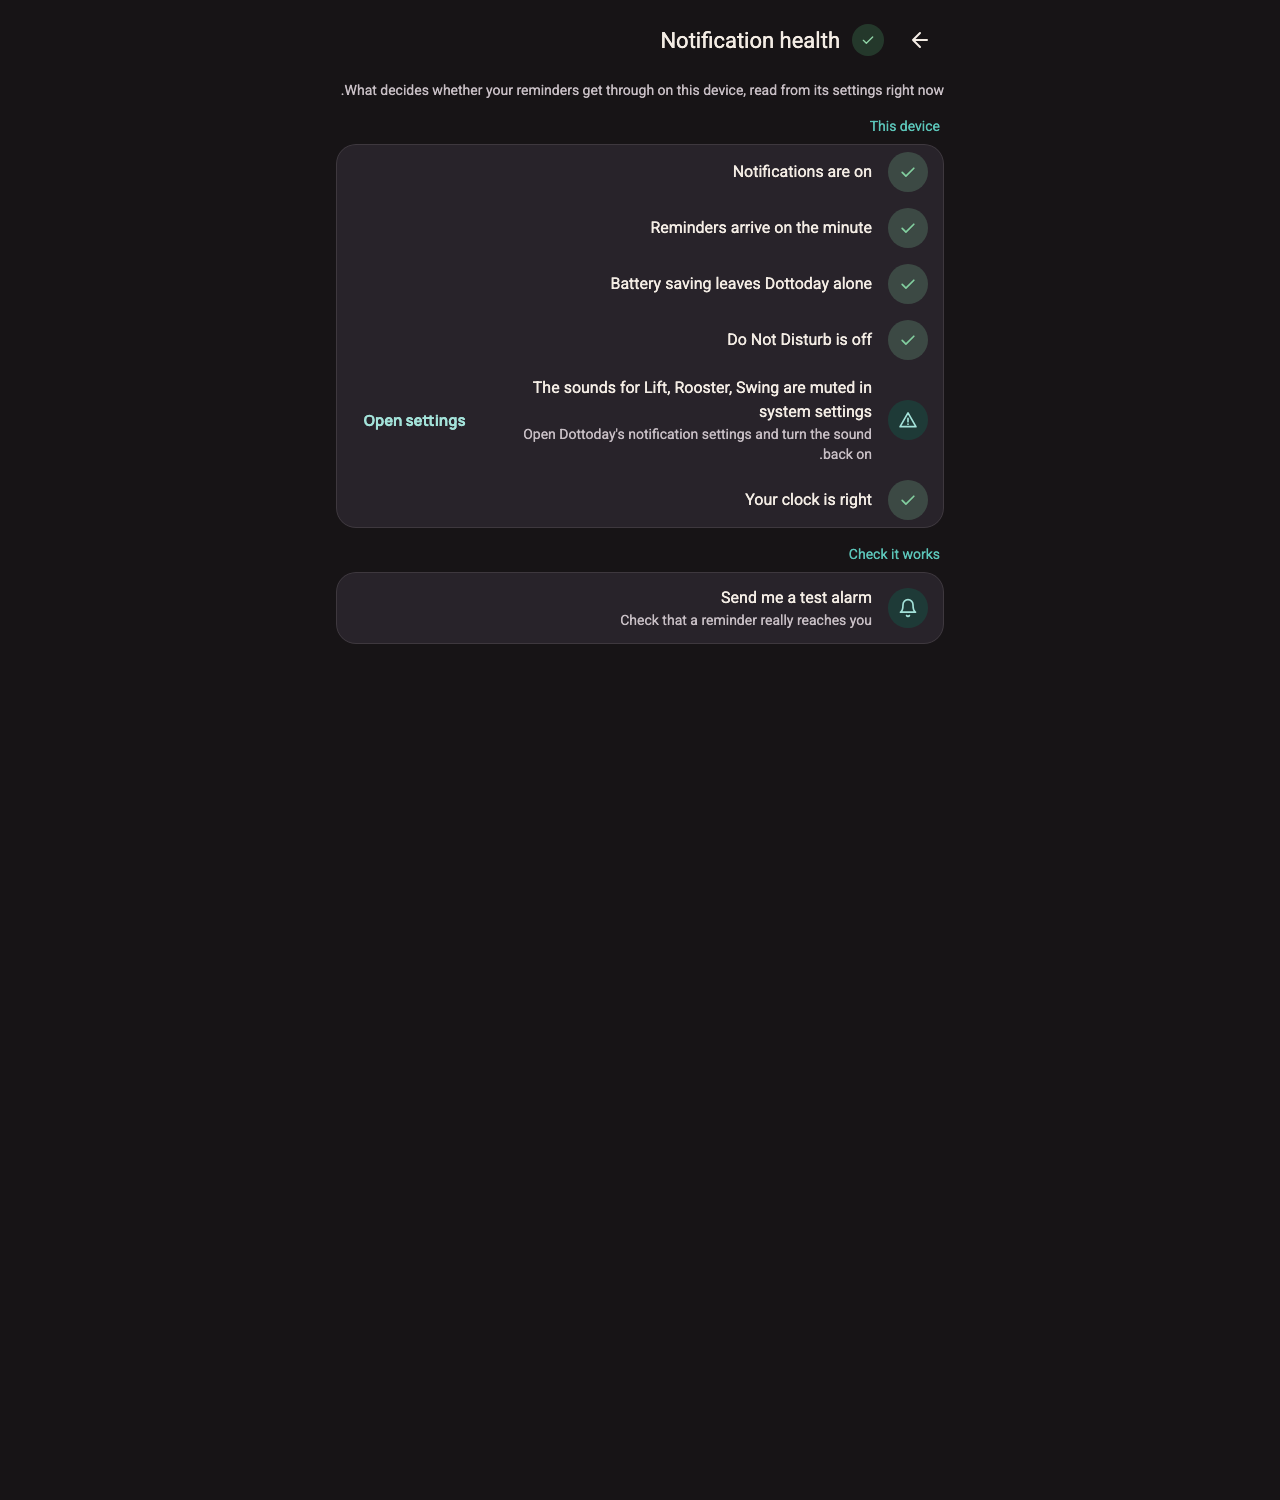 Notification health
.What decides whether your reminders get through on this device, read from its settings right now
This device
Notifications are on
Reminders arrive on the minute
Battery saving leaves Dottoday alone
Do Not Disturb is off
The sounds for Lift, Rooster, Swing are muted in
system settings
Open Dottoday's notification settings and turn the sound
.back on
Open settings
Your clock is right
Check it works
Send me a test alarm
Check that a reminder really reaches you